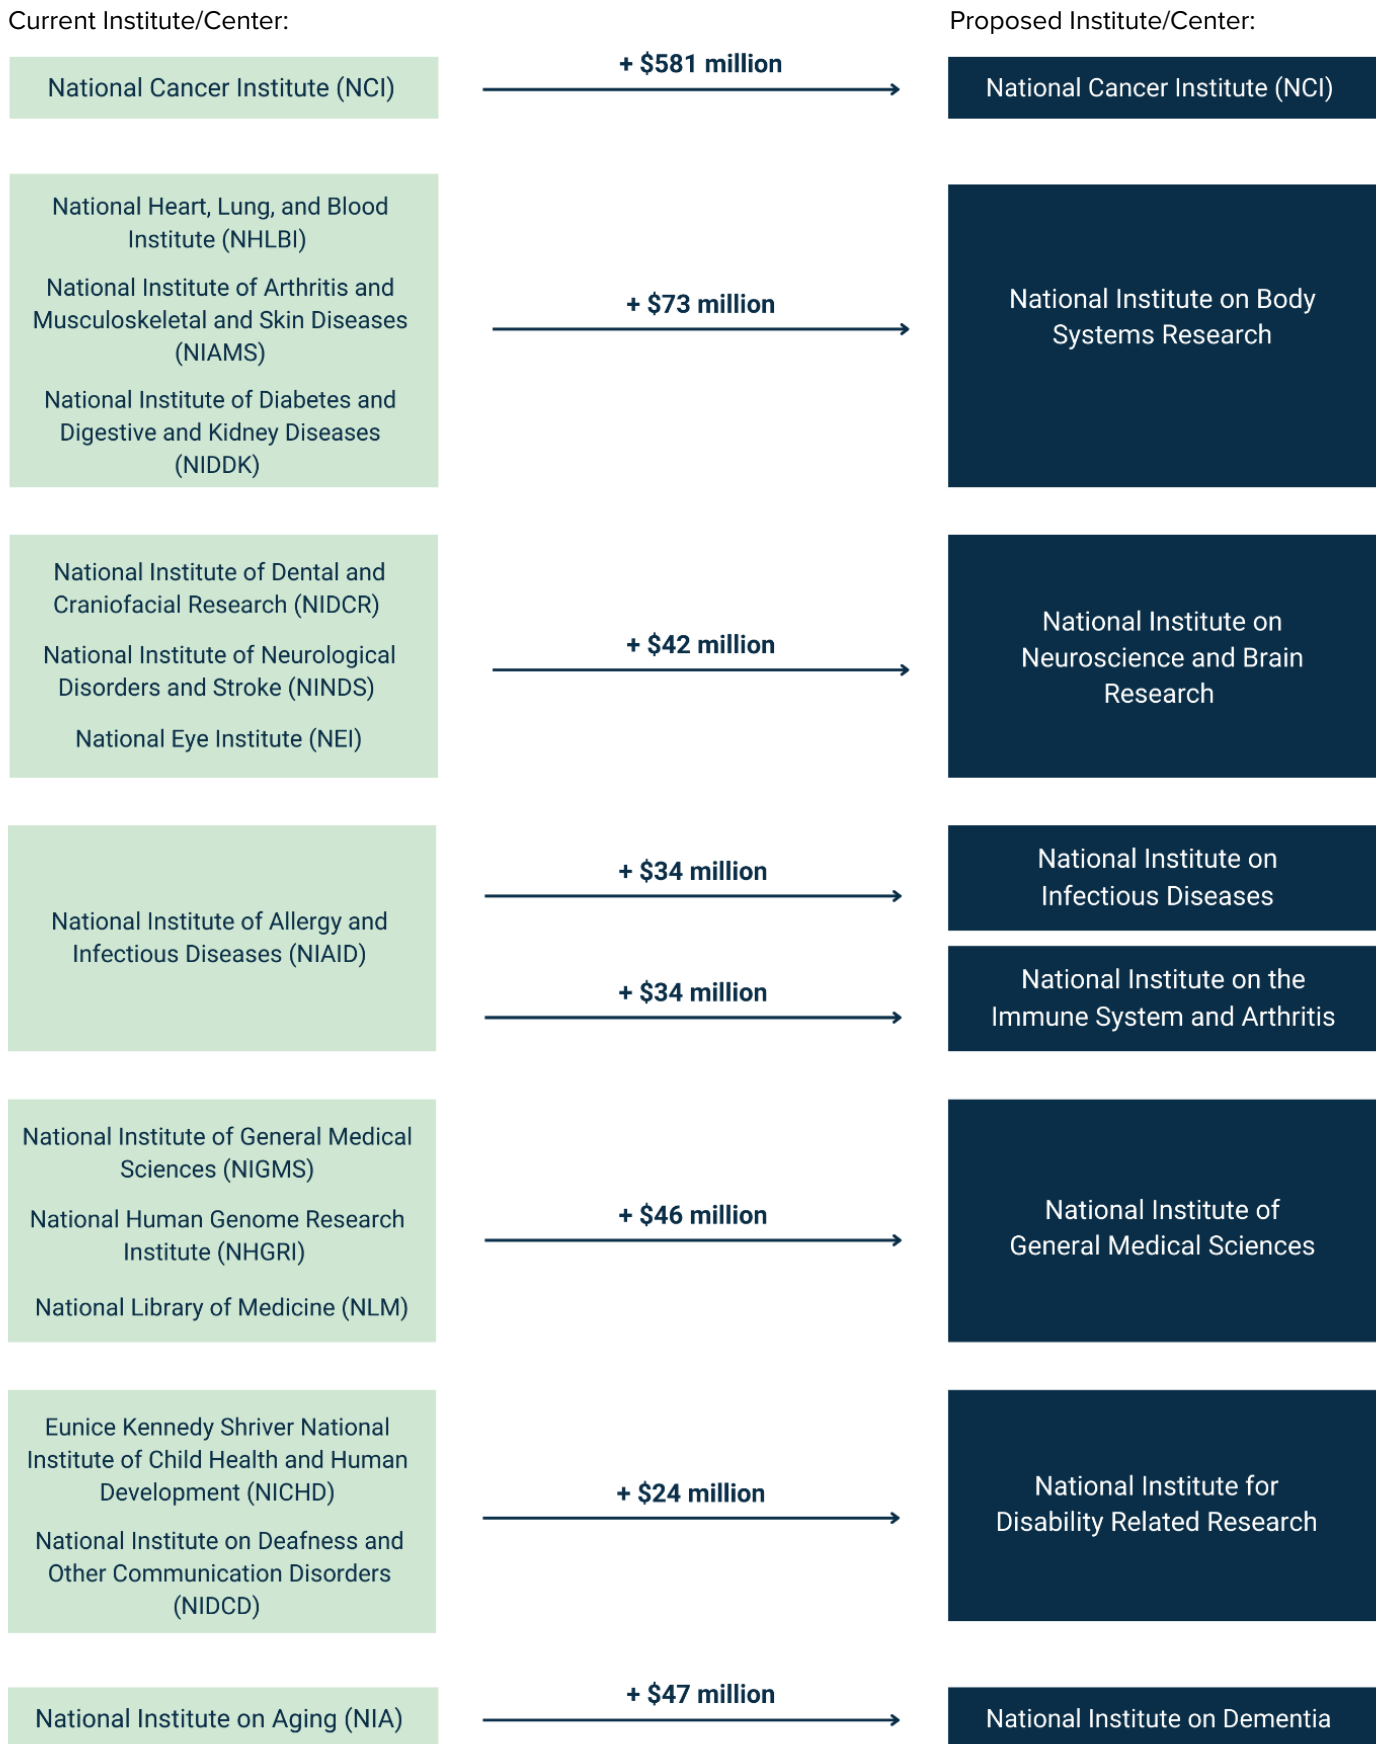 Current Institute/Center:
Proposed Institute/Center:
National Cancer Institute (NCI)
+ $581 million
National Cancer Institute (NCI)
National Heart, Lung, and Blood
Institute (NHLBI)
National Institute of Arthritis and
Musculoskeletal and Skin Diseases
(NIAMS)
National Institute of Diabetes and
Digestive and Kidney Diseases
(NIDDK)
+ $73 million
National Institute on Body
Systems Research
National Institute of Dental and
Craniofacial Research (NIDCR)
National Institute of Neurological
Disorders and Stroke (NINDS)
National Eye Institute (NEI)
+ $42 million
National Institute on
Neuroscience and Brain
Research
National Institute of Allergy and
Infectious Diseases (NIAID)
+ $34 million
National Institute on
Infectious Diseases
+ $34 million
National Institute on the
Immune System and Arthritis
National Institute of General Medical
Sciences (NIGMS)
National Human Genome Research
Institute (NHGRI)
National Library of Medicine (NLM)
+ $46 million
National Institute of
General Medical Sciences
Eunice Kennedy Shriver National
Institute of Child Health and Human
Development (NICHD)
National Institute on Deafness and
Other Communication Disorders
(NIDCD)
+ $24 million
National Institute for
Disability Related Research
National Institute on Aging (NIA)
+ $47 million
National Institute on Dementia